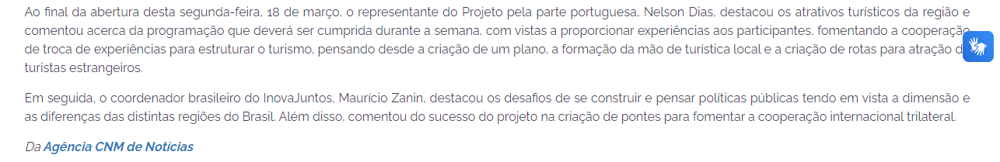 Ao final da abertura desta segunda-feira, 18 de março, o representante do Projeto pela parte portuguesa, Nelson Dias, destacou os atrativos turísticos da região e
comentou acerca da programação que deverá ser cumprida durante a semana, com vistas a proporcionar experiências aos participantes, fomentando a cooperação
de troca de experiências para estruturar o turismo, pensando desde a criação de um plano, a formação da mão de turística local e a criação de rotas para atração
turistas estrangeiros.
Em seguida, o coordenador brasileiro do InovaJuntos, Maurício Zanin, destacou os desafios de se construir e pensar políticas públicas tendo em vista a dimensão e
as diferenças das distintas regiões do Brasil. Além disso, comentou do sucesso do projeto na criação de pontes para fomentar a cooperação internacional trilateral.
Da Agência CNM de Notícias